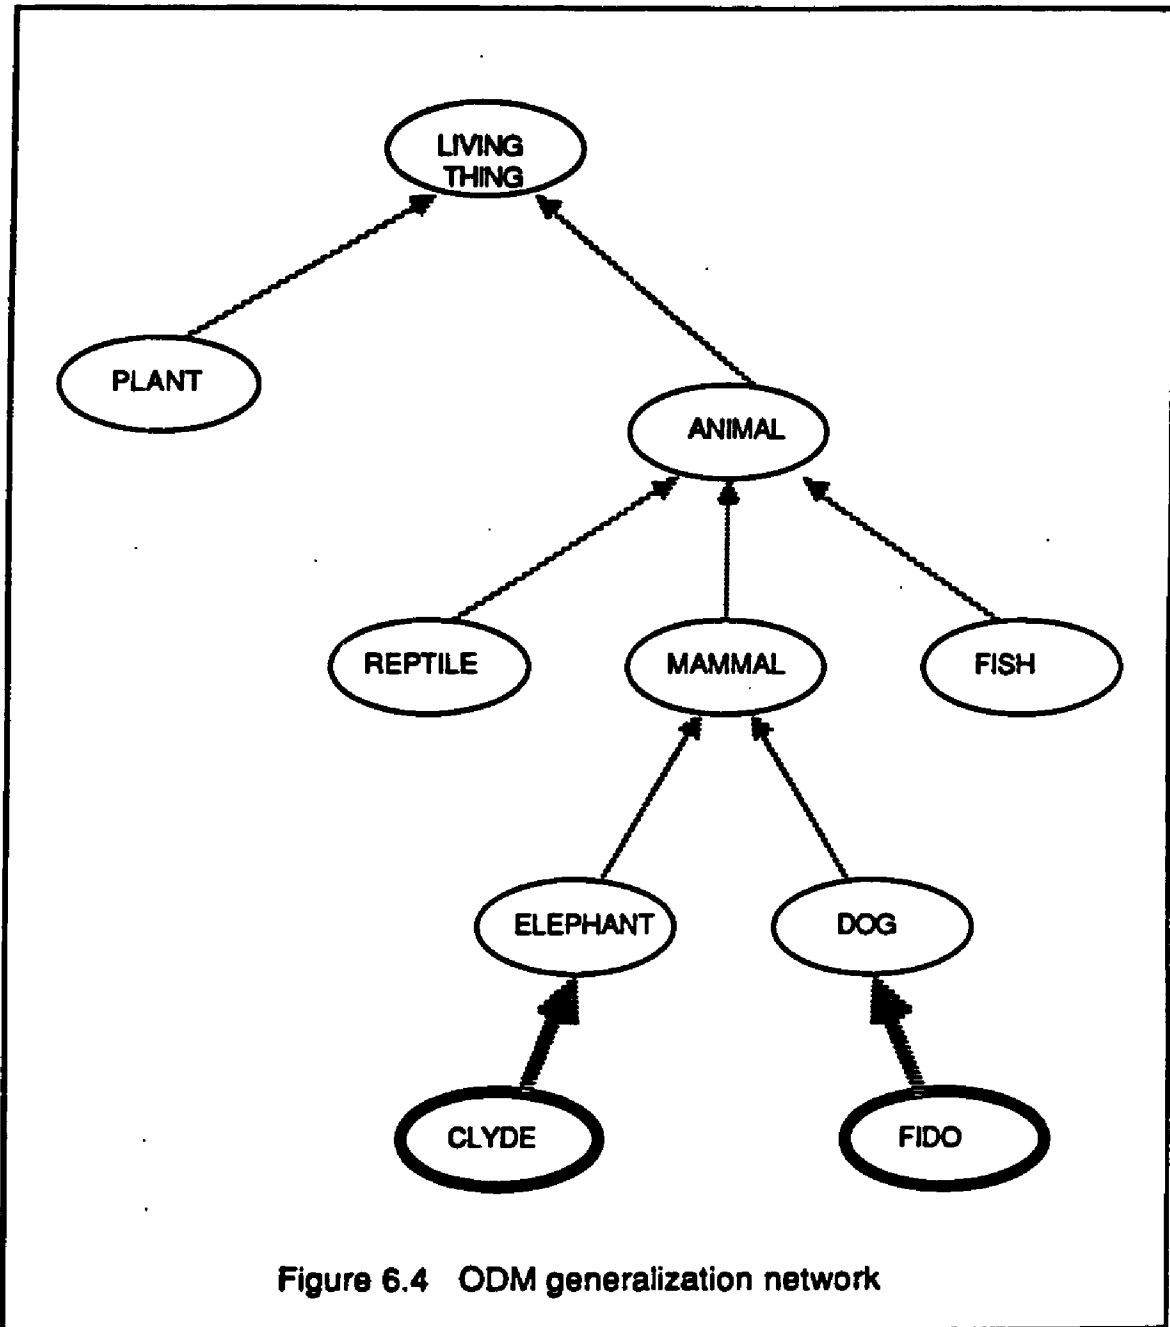 LIVING
THING
PLANT
ANIMAL
REPTILE
MAMMAL
FISH
ELEPHANT
DOG
CLYDE
FIDO
Figure 6.4 ODM generalization network